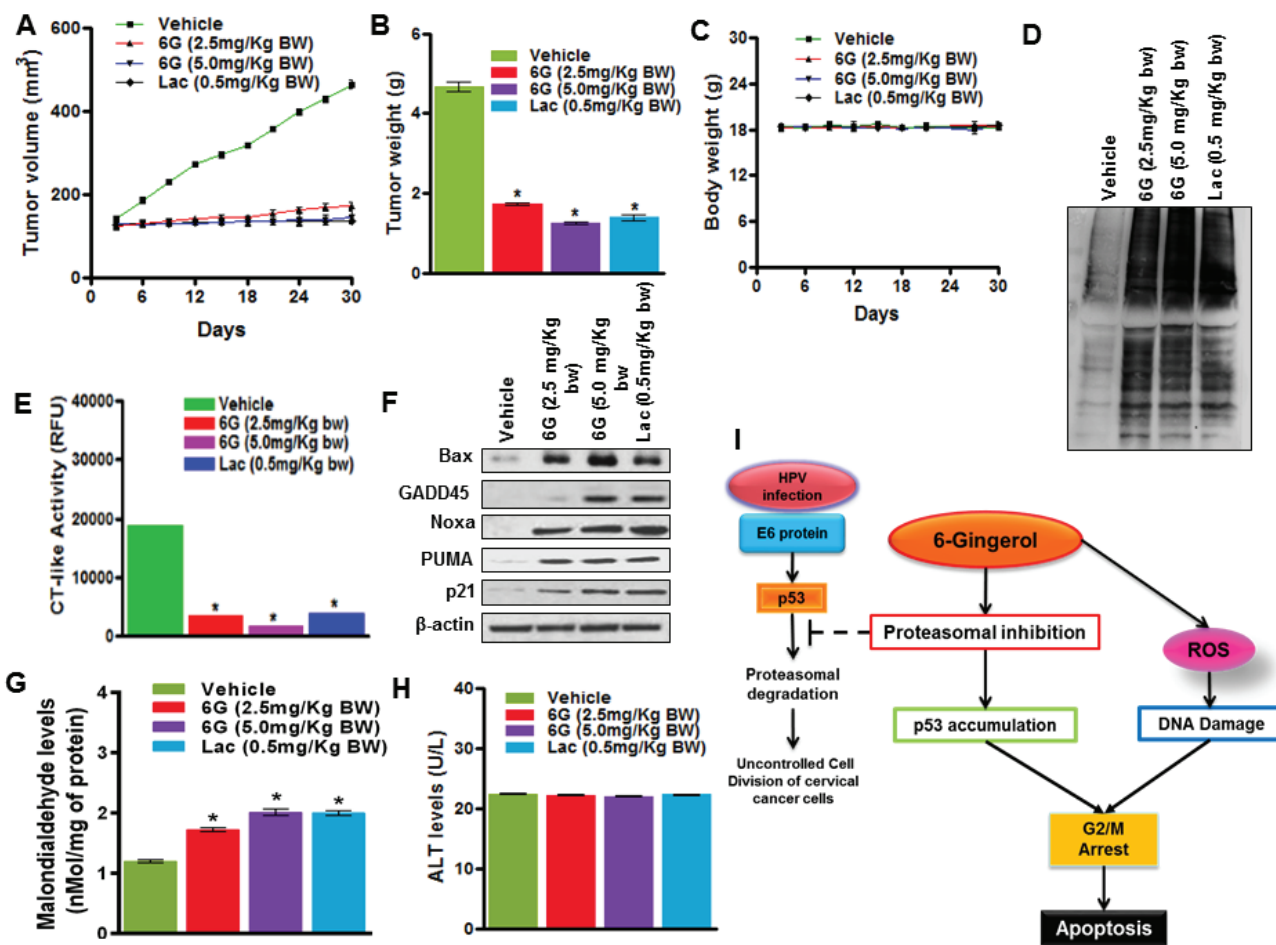 A
Tumor volume (mm³)
600
400
200
0
0 6 12 18 24 30
Days
Vehicle
6G (2.5mg/Kg BW)
6G (5.0mg/Kg BW)
Lac (0.5mg/Kg BW)
B
Tumor weight (g)
6
4
2
0
Vehicle
6G (2.5mg/Kg BW)
6G (5.0mg/Kg BW)
Lac (0.5mg/Kg BW)
* * *
C
Body weight (g)
30
24
18
12
6
0
0 3 6 9 12 15 18 21 24 27 30
Days
Vehicle
6G (2.5mg/Kg BW)
6G (5.0mg/Kg BW)
Lac (0.5mg/Kg BW)
D
Vehicle
6G (2.5mg/Kg bw)
6G (5.0 mg/Kg bw)
Lac (0.5 mg/Kg bw)
E
CT-like Activity (RFU)
40000
30000
20000
10000
0
Vehicle
6G (2.5mg/Kg bw)
6G (5.0mg/Kg bw)
Lac (0.5mg/Kg bw)
* * *
F
Vehicle
6G (2.5 mg/Kg
bw)
6G (5.0 mg/Kg
bw
Lac (0.5mg/Kg bw)
Bax
GADD45
Noxa
PUMA
p21
β-actin
G
Malondialdehyde levels
(nMol/mg of protein)
4
3
2
1
0
Vehicle
6G (2.5mg/Kg BW)
6G (5.0mg/Kg BW)
Lac (0.5mg/Kg BW)
* * *
H
ALT levels (U/L)
40
30
20
10
0
Vehicle
6G (2.5mg/Kg BW)
6G (5.0mg/Kg BW)
Lac (0.5mg/Kg BW)
I
HPV
infection
E6 protein
p53
Proteasomal
degradation
Uncontrolled Cell
Division of cervical
cancer cells
6-Gingerol
Proteasomal inhibition
ROS
p53 accumulation
DNA Damage
G2/M
Arrest
Apoptosis